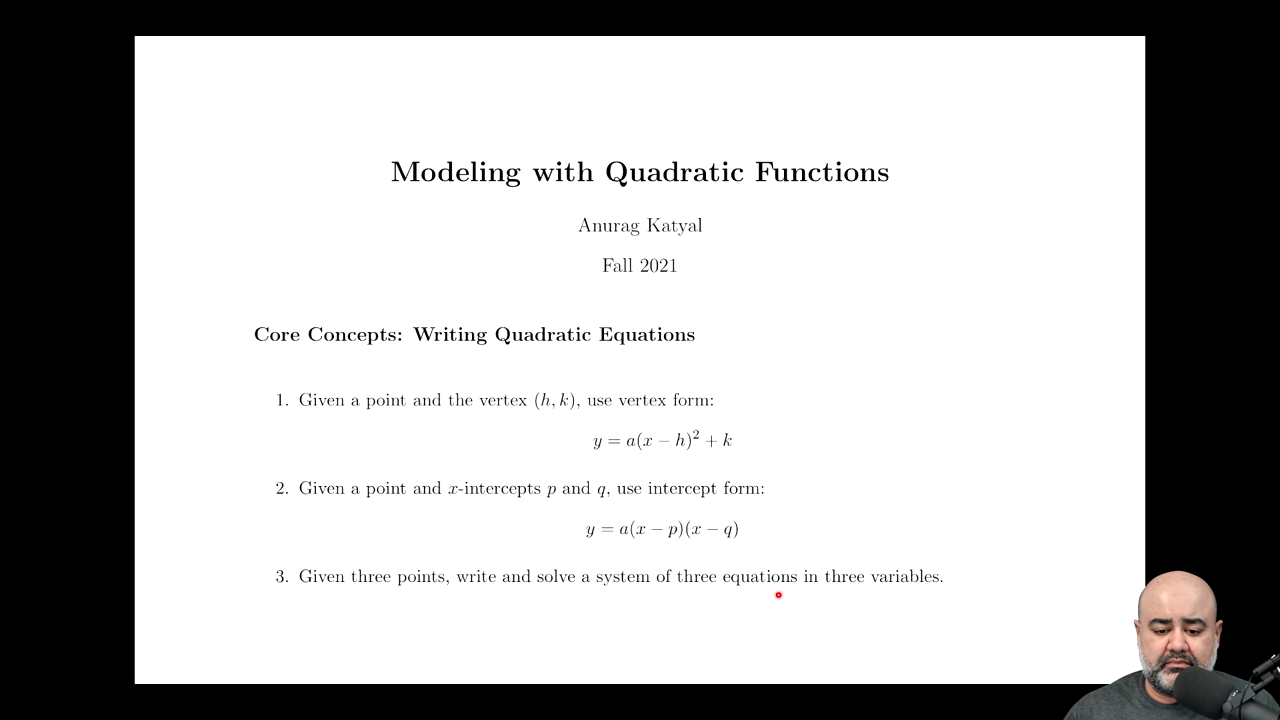 Modeling with Quadratic Functions
Anurag Katyal
Fall 2021
Core Concepts: Writing Quadratic Equations
1. Given a point and the vertex (h, k), use vertex form:
y = a(x − h)² + k
2. Given a point and x-intercepts p and q, use intercept form:
y = a(x − p)(x − q)
3. Given three points, write and solve a system of three equations in three variables.